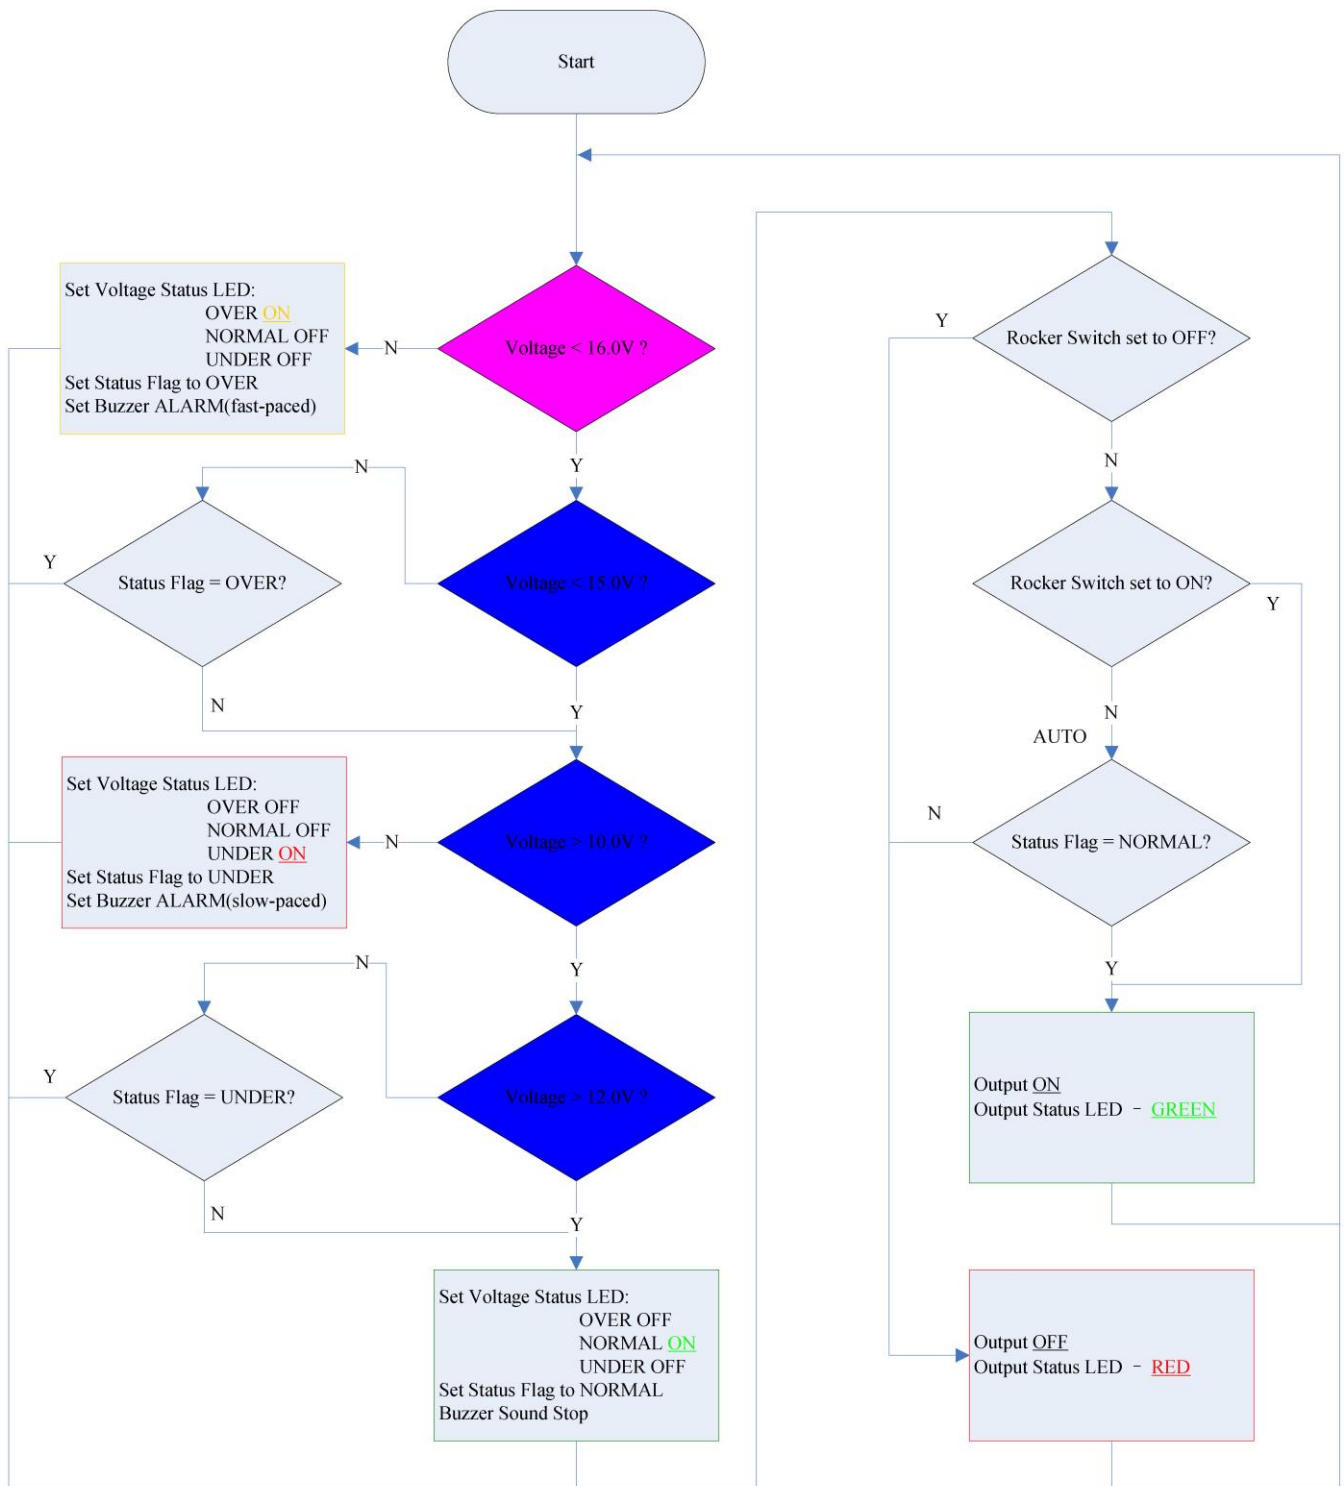 Start
Set Voltage Status LED:
OVER ON
NORMAL OFF
UNDER OFF
Set Status Flag to OVER
Set Buzzer ALARM(fast-paced)
N
Voltage < 16.0V ?
Y
N
Status Flag = OVER?
Y
N
Voltage < 15.0V ?
Y
Set Voltage Status LED:
OVER OFF
NORMAL OFF
UNDER ON
Set Status Flag to UNDER
Set Buzzer ALARM(slow-paced)
N
Voltage > 10.0V ?
Y
N
Status Flag = UNDER?
Y
N
Voltage > 12.0V ?
Y
Set Voltage Status LED:
OVER OFF
NORMAL ON
UNDER OFF
Set Status Flag to NORMAL
Buzzer Sound Stop
Rocker Switch set to OFF?
Y
N
Rocker Switch set to ON?
Y
N
AUTO
Status Flag = NORMAL?
N
Y
Output ON
Output Status LED - GREEN
Output OFF
Output Status LED - RED